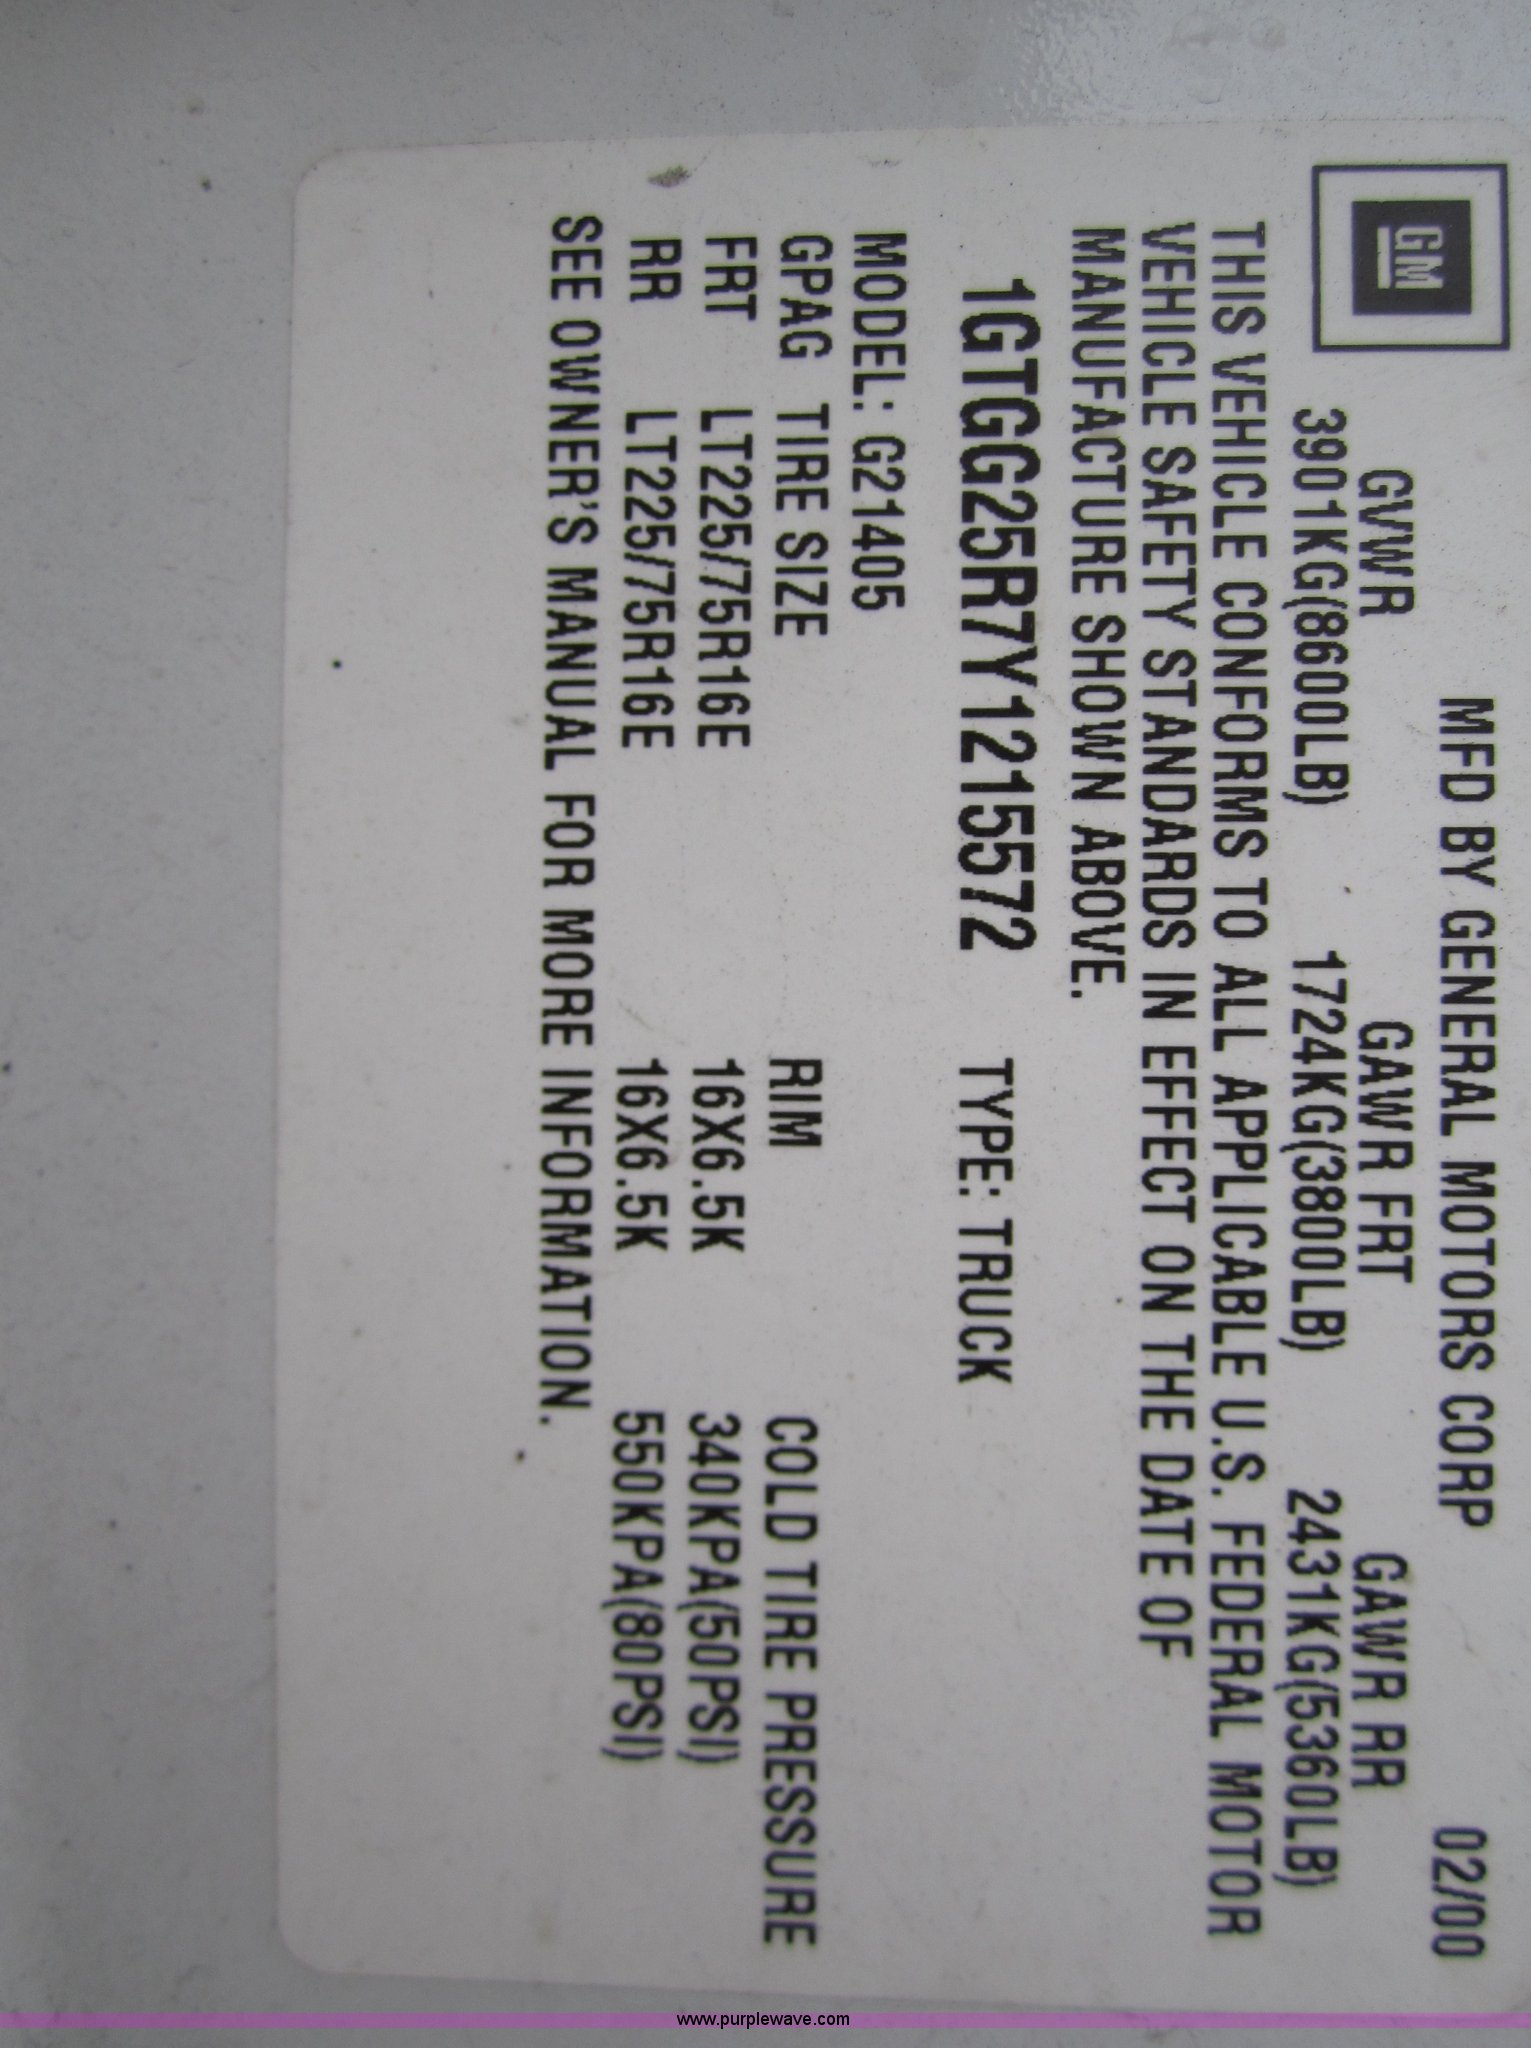 GM
MFD BY GENERAL MOTORS CORP 02/00
GVWR GAWR FRT GAWR RR
3901KG(8600LB) 1724KG(3800LB) 2431KG(5360LB)
THIS VEHICLE CONFORMS TO ALL APPLICABLE U.S. FEDERAL MOTOR
VEHICLE SAFETY STANDARDS IN EFFECT ON THE DATE OF
MANUFACTURE SHOWN ABOVE.
1GTGG25R7Y1215572 TYPE: TRUCK
MODEL: G21405
GPAG TIRE SIZE RIM COLD TIRE PRESSURE
FRT LT225/75R16E 16X6.5K 340KPA(50PSI)
RR LT225/75R16E 16X6.5K 550KPA(80PSI)
SEE OWNER'S MANUAL FOR MORE INFORMATION.
www.purplewave.com